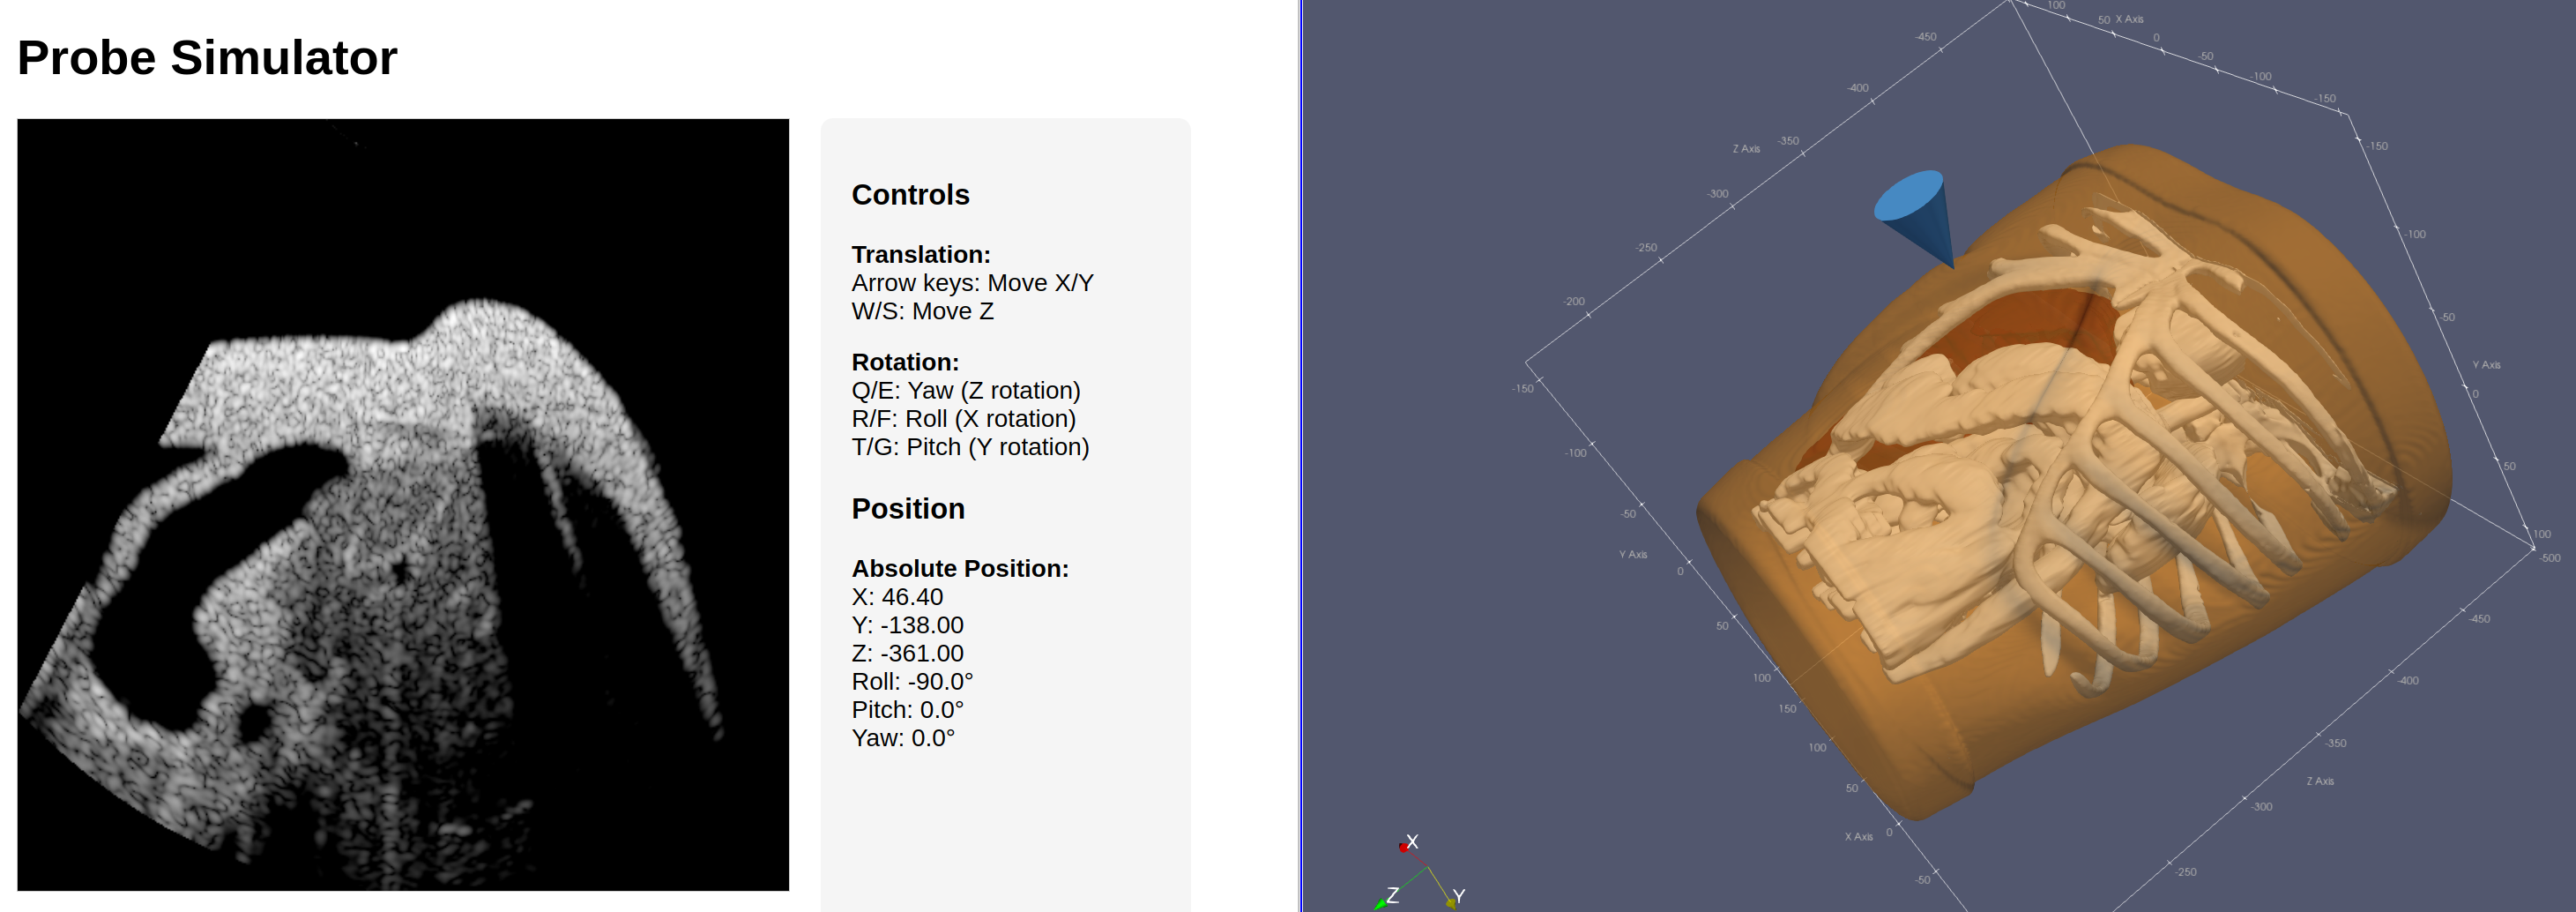 Probe Simulator
Controls
Translation:
Arrow keys: Move X/Y
W/S: Move Z
Rotation:
Q/E: Yaw (Z rotation)
R/F: Roll (X rotation)
T/G: Pitch (Y rotation)
Position
Absolute Position:
X: 46.40
Y: -138.00
Z: -361.00
Roll: -90.0°
Pitch: 0.0°
Yaw: 0.0°
100
50 X Axis
0
-50
-100
-150
-450
-400
-350
Z Axis
-300
-250
-200
-150
-150
-100
-50
Y Axis
0
50
100
-500
-150
-100
-50
Y Axis
0
50
100
150
100
50
X Axis 0
-50
-450
-400
-350
Z Axis
-300
-250
X
Z
Y